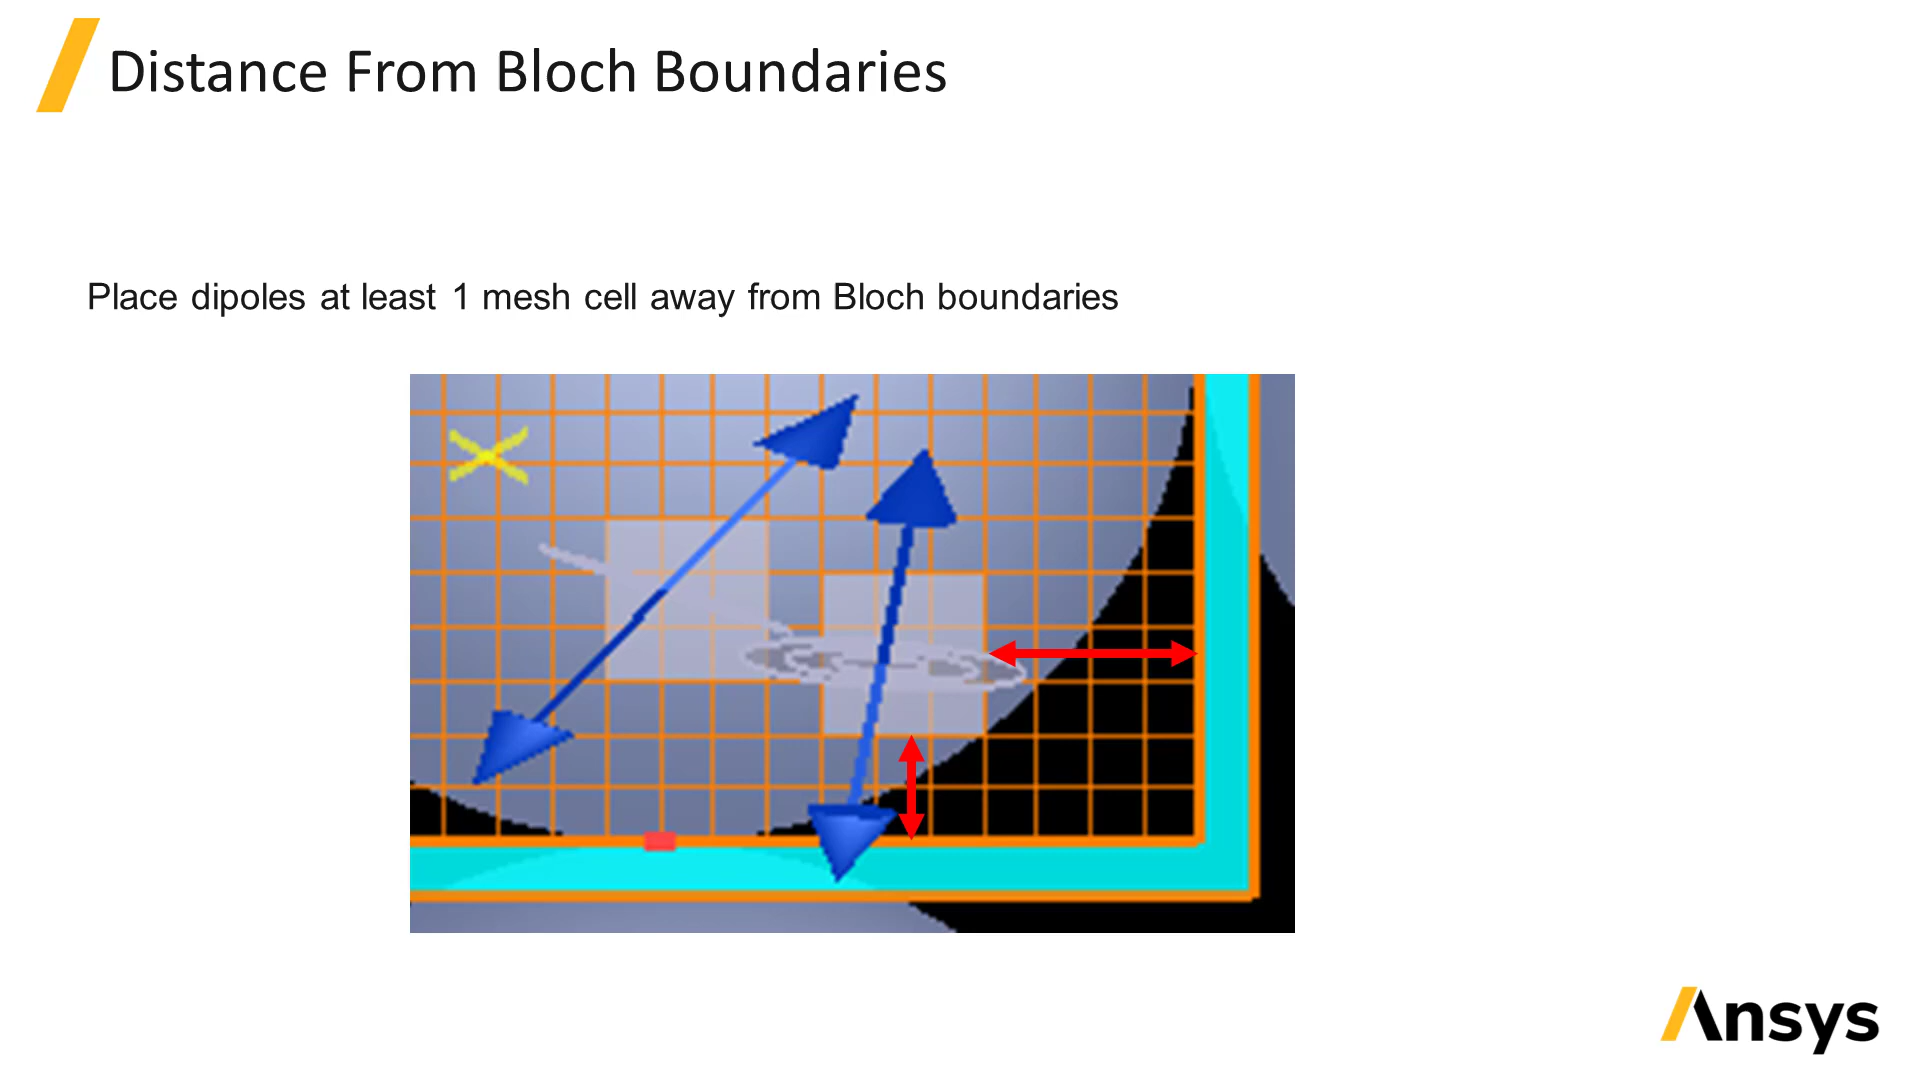 Distance From Bloch Boundaries
Place dipoles at least 1 mesh cell away from Bloch boundaries
Ansys